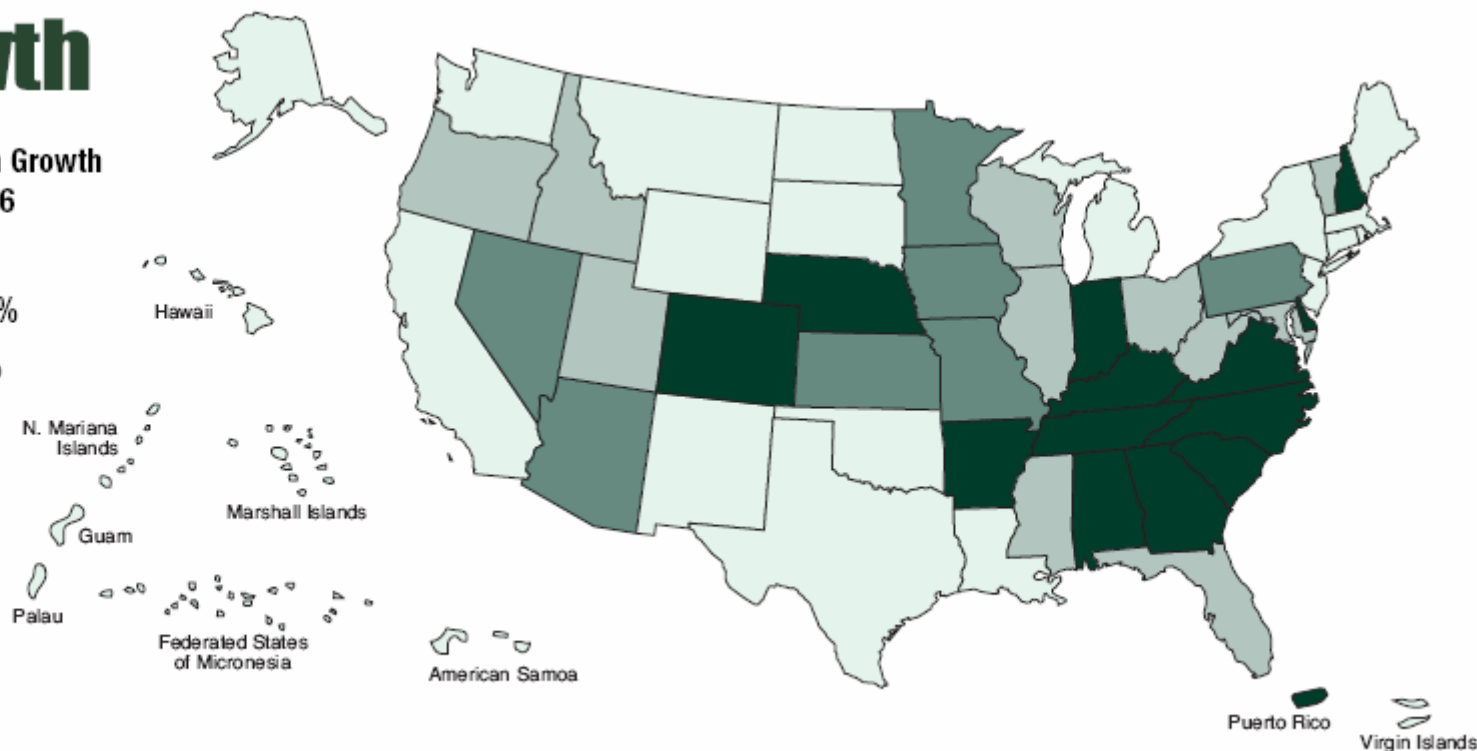 wth
Growth
6
%
Hawaii
N. Mariana
Islands
Marshall Islands
Guam
Palau
Federated States
of Micronesia
American Samoa
Puerto Rico
Virgin Islands